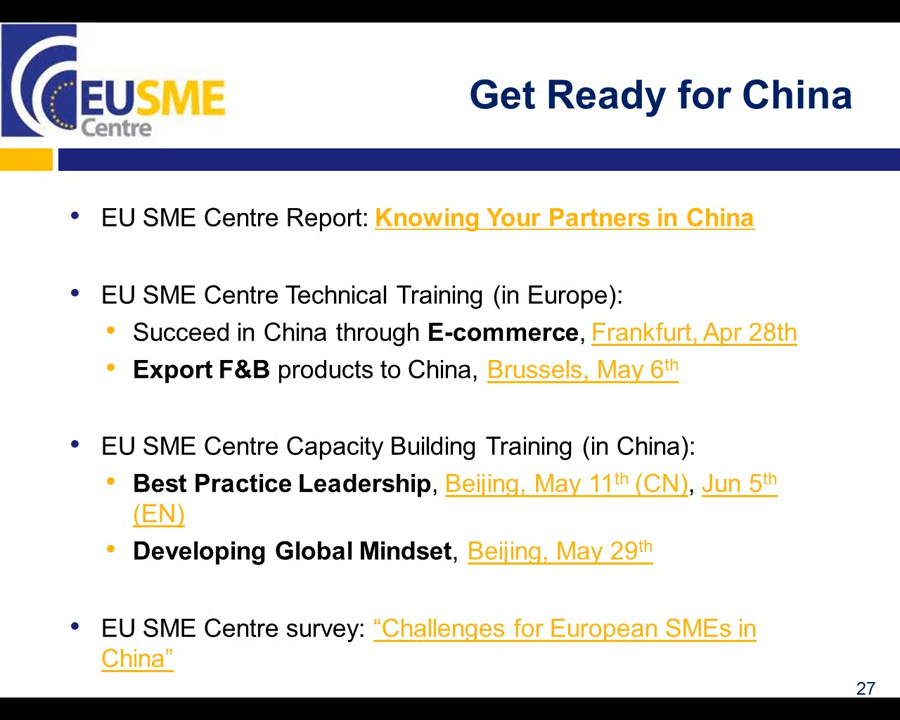 EUSME
Centre
Get Ready for China
• EU SME Centre Report: Knowing Your Partners in China
• EU SME Centre Technical Training (in Europe):
• Succeed in China through E-commerce, Frankfurt, Apr 28th
• Export F&B products to China, Brussels, May 6th
• EU SME Centre Capacity Building Training (in China):
• Best Practice Leadership, Beijing, May 11th (CN), Jun 5th
(EN)
• Developing Global Mindset, Beijing, May 29th
• EU SME Centre survey: “Challenges for European SMEs in
China”
27